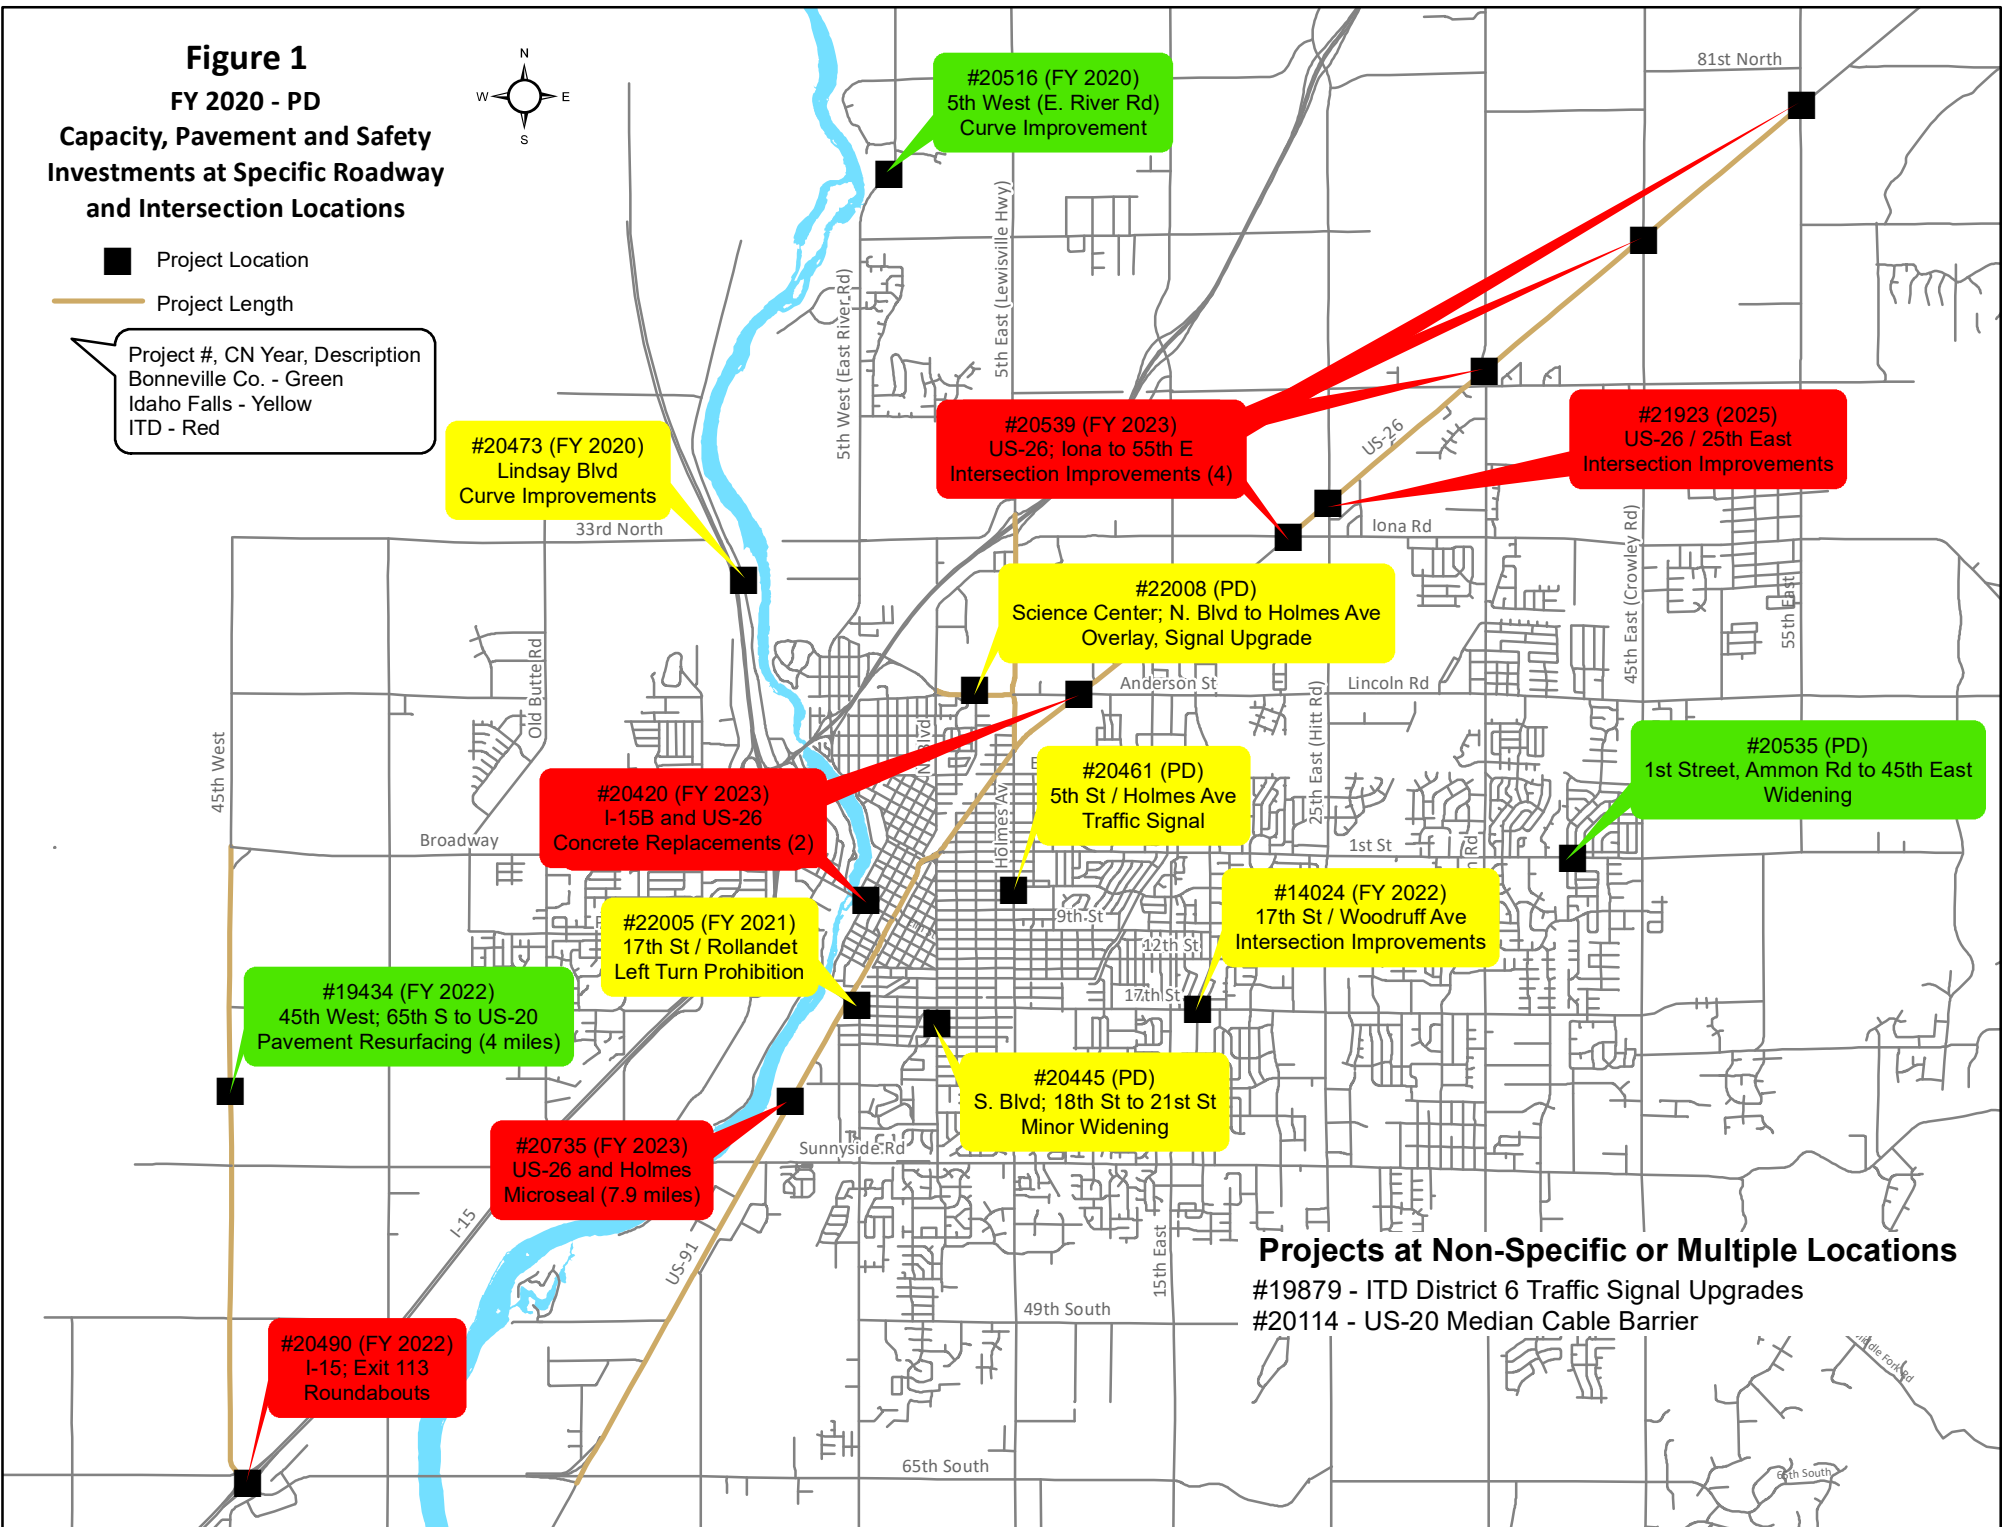 Figure 1
FY 2020 - PD
Capacity, Pavement and Safety
Investments at Specific Roadway
and Intersection Locations
N
W
E
S
Project Location
Project Length
Project #, CN Year, Description
Bonneville Co. - Green
Idaho Falls - Yellow
ITD - Red
#20516 (FY 2020)
5th West (E. River Rd)
Curve Improvement
81st North
5th West (East River Rd)
5th East (Lewisville Hwy)
#20473 (FY 2020)
Lindsay Blvd
Curve Improvements
#20539 (FY 2023)
US-26; Iona to 55th E
Intersection Improvements (4)
US-26
#21923 (2025)
US-26 / 25th East
Intersection Improvements
33rd North
Iona Rd
#22008 (PD)
Science Center; N. Blvd to Holmes Ave
Overlay, Signal Upgrade
45th East (Crowley Rd)
55th East
Old Butte Rd
Anderson St
Lincoln Rd
45th West
N Blvd
25th East (Hitt Rd)
#20535 (PD)
1st Street, Ammon Rd to 45th East
Widening
#20461 (PD)
5th St / Holmes Ave
Traffic Signal
#20420 (FY 2023)
I-15B and US-26
Concrete Replacements (2)
Broadway
Holmes Av
1st St
#14024 (FY 2022)
17th St / Woodruff Ave
Intersection Improvements
#22005 (FY 2021)
17th St / Rollandet
Left Turn Prohibition
9th St
12th St
17th St
#19434 (FY 2022)
45th West; 65th S to US-20
Pavement Resurfacing (4 miles)
#20445 (PD)
S. Blvd; 18th St to 21st St
Minor Widening
#20735 (FY 2023)
US-26 and Holmes
Microseal (7.9 miles)
Sunnyside Rd
I-15
US-91
15th East
Projects at Non-Specific or Multiple Locations
#19879 - ITD District 6 Traffic Signal Upgrades
#20114 - US-20 Median Cable Barrier
49th South
#20490 (FY 2022)
I-15; Exit 113
Roundabouts
65th South
65th South